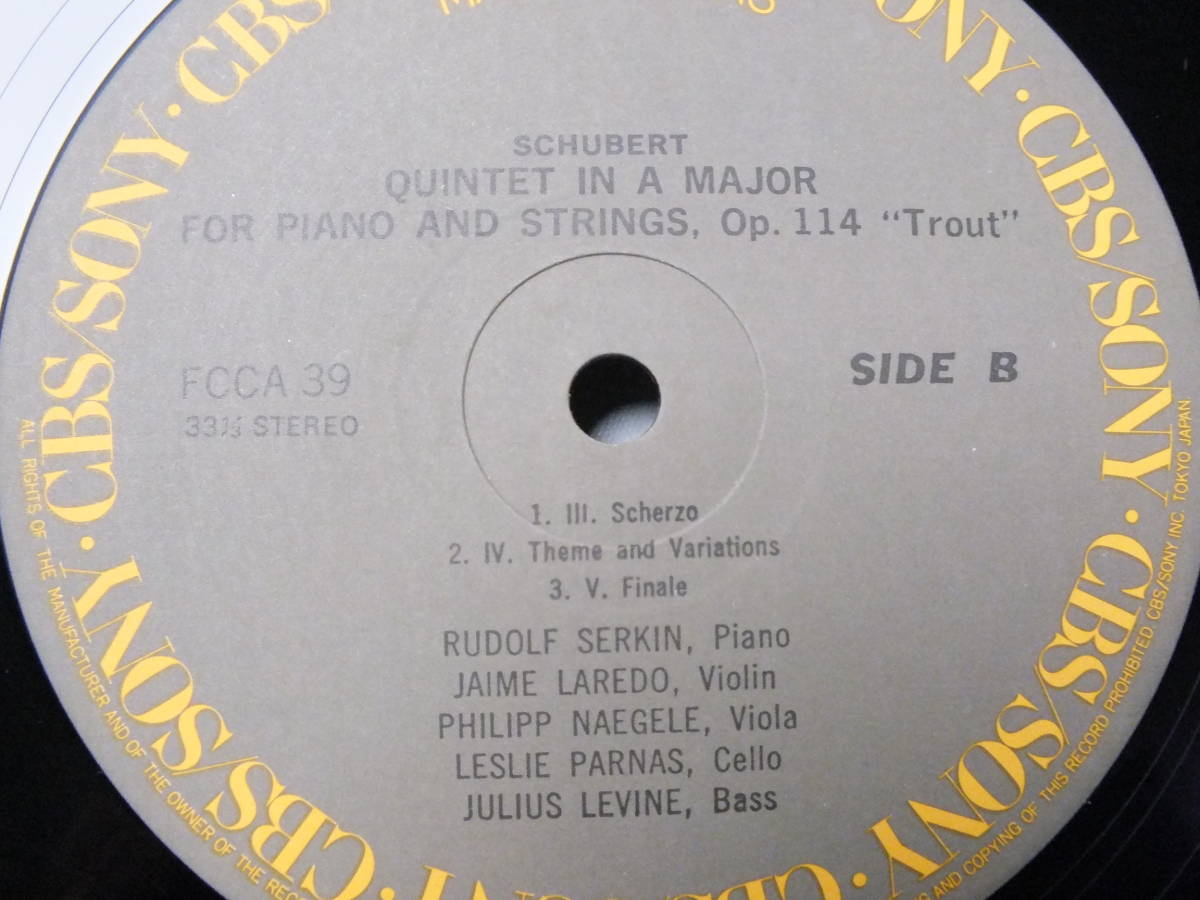 SCHUBERT
QUINTET IN A MAJOR
FOR PIANO AND STRINGS, Op. 114 “Trout”
FCCA 39
33⅓ STEREO
SIDE B
1. III. Scherzo
2. IV. Theme and Variations
3. V. Finale
RUDOLF SERKIN, Piano
JAIME LAREDO, Violin
PHILIPP NAEGELE, Viola
LESLIE PARNAS, Cello
JULIUS LEVINE, Bass
CBS/SONY · CBS/SONY · CBS/SONY · CBS
SONY · CBS/SONY · CBS/SONY · CBS
ALL RIGHTS OF THE MANUFACTURER AND OF THE OWNER OF THE
AND COPYING OF THIS RECORD PROHIBITED CBS/SONY INC. TOKYO JAPAN